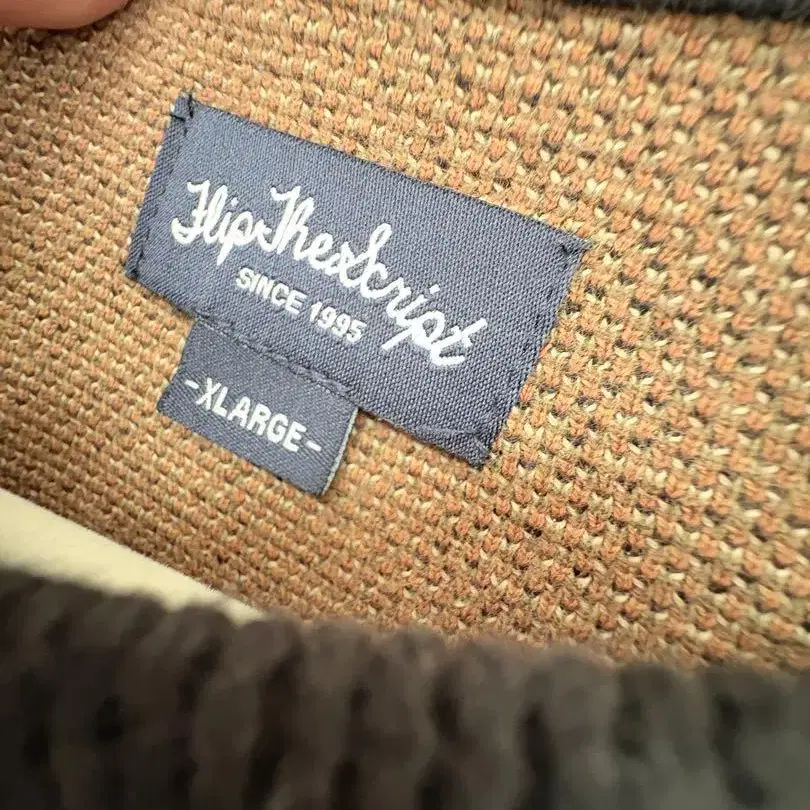 FlipTheScript
SINCE 1995
-XLARGE-